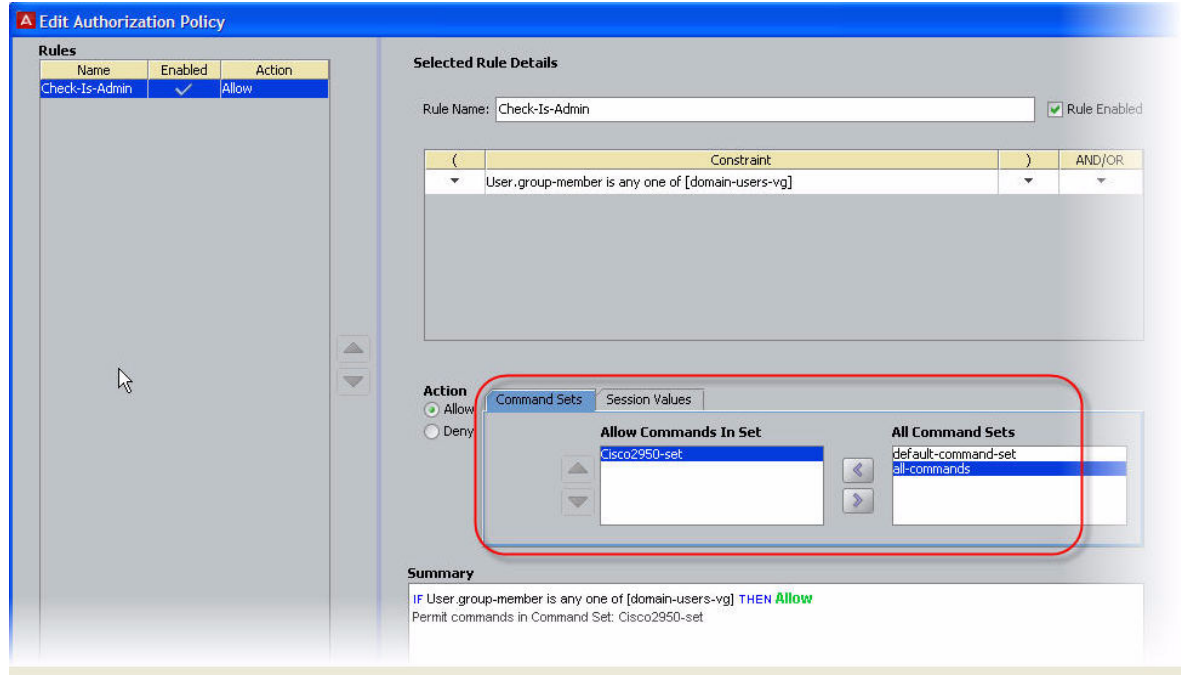 Edit Authorization Policy
Rules
Name Enabled Action
Check-Is-Admin Allow
Selected Rule Details
Rule Name: Check-Is-Admin Rule Enabled
( Constraint ) AND/OR
User.group-member is any one of [domain-users-vg]
Action
Allow
Deny
Command Sets Session Values
Allow Commands In Set
Cisco2950-set
All Command Sets
default-command-set
all-commands
Summary
IF User.group-member is any one of [domain-users-vg] THEN Allow
Permit commands in Command Set: Cisco2950-set